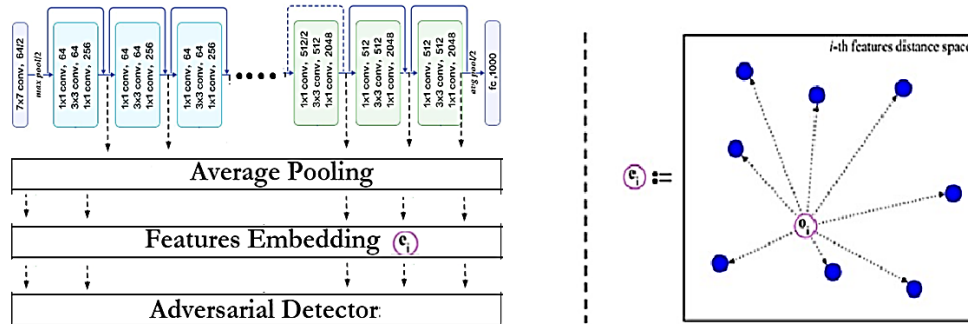 7x7 conv, 64/2
max pool/2
1x1 conv, 64
3x3 conv, 64
1x1 conv, 256
1x1 conv, 64
3x3 conv, 64
1x1 conv, 256
1x1 conv, 64
3x3 conv, 64
1x1 conv, 256
1x1 conv, 512/2
3x3 conv, 512
1x1 conv, 2048
1x1 conv, 512
3x3 conv, 512
1x1 conv, 2048
1x1 conv, 512
3x3 conv, 512
1x1 conv, 2048
avg pool/2
fc ,1000
Average Pooling
Features Embedding e_i
Adversarial Detector:
e_i :=
i-th features distance space
o_i